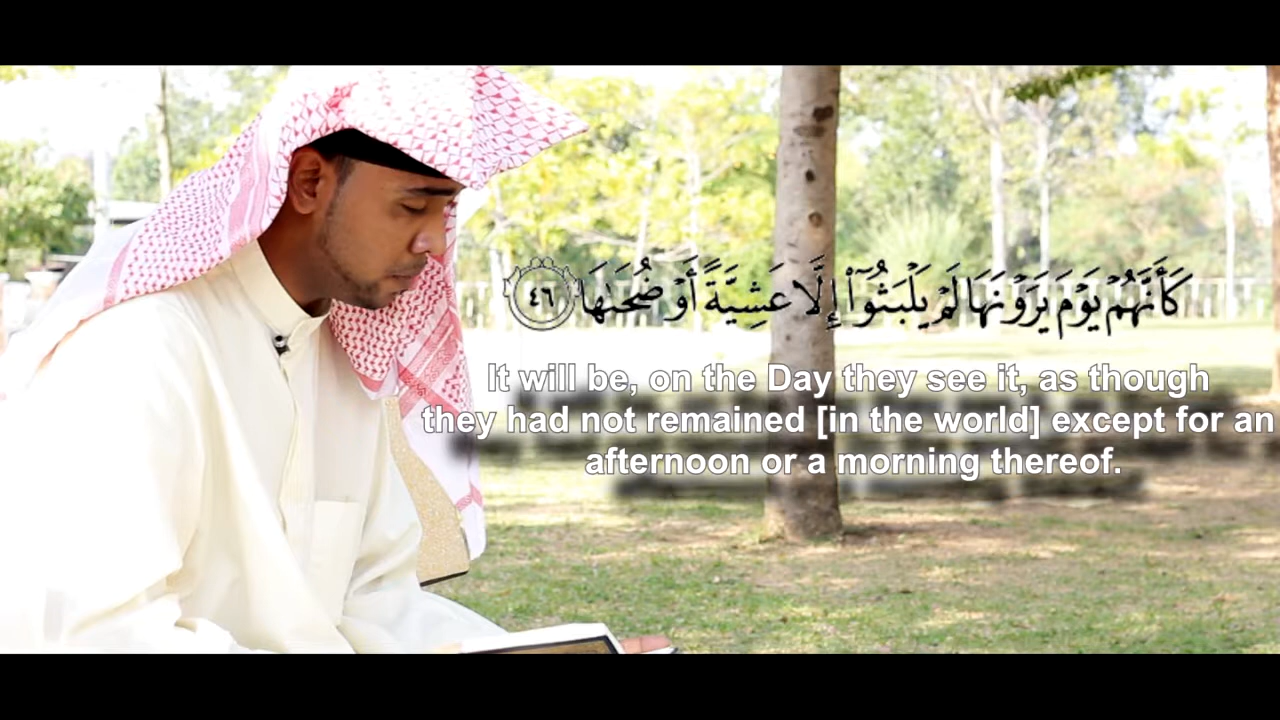 كَأَنَّهُمْ يَوْمَ يَرَوْنَهَا لَمْ يَلْبَثُوٓا۟ إِلَّا عَشِيَّةً أَوْ ضُحَىٰهَا ٤٦
It will be, on the Day they see it, as though
they had not remained [in the world] except for an
afternoon or a morning thereof.